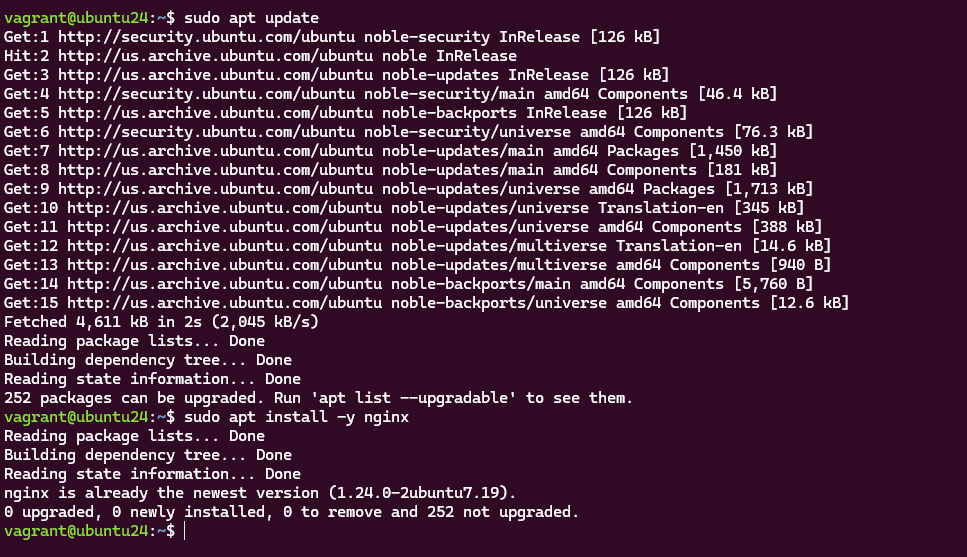 vagrant@ubuntu24:~$ sudo apt update
Get:1 http://security.ubuntu.com/ubuntu noble-security InRelease [126 kB]
Hit:2 http://us.archive.ubuntu.com/ubuntu noble InRelease
Get:3 http://us.archive.ubuntu.com/ubuntu noble-updates InRelease [126 kB]
Get:4 http://security.ubuntu.com/ubuntu noble-security/main amd64 Components [46.4 kB]
Get:5 http://us.archive.ubuntu.com/ubuntu noble-backports InRelease [126 kB]
Get:6 http://security.ubuntu.com/ubuntu noble-security/universe amd64 Components [76.3 kB]
Get:7 http://us.archive.ubuntu.com/ubuntu noble-updates/main amd64 Packages [1,450 kB]
Get:8 http://us.archive.ubuntu.com/ubuntu noble-updates/main amd64 Components [181 kB]
Get:9 http://us.archive.ubuntu.com/ubuntu noble-updates/universe amd64 Packages [1,713 kB]
Get:10 http://us.archive.ubuntu.com/ubuntu noble-updates/universe Translation-en [345 kB]
Get:11 http://us.archive.ubuntu.com/ubuntu noble-updates/universe amd64 Components [388 kB]
Get:12 http://us.archive.ubuntu.com/ubuntu noble-updates/multiverse Translation-en [14.6 kB]
Get:13 http://us.archive.ubuntu.com/ubuntu noble-updates/multiverse amd64 Components [940 B]
Get:14 http://us.archive.ubuntu.com/ubuntu noble-backports/main amd64 Components [5,760 B]
Get:15 http://us.archive.ubuntu.com/ubuntu noble-backports/universe amd64 Components [12.6 kB]
Fetched 4,611 kB in 2s (2,045 kB/s)
Reading package lists... Done
Building dependency tree... Done
Reading state information... Done
252 packages can be upgraded. Run 'apt list --upgradable' to see them.
vagrant@ubuntu24:~$ sudo apt install -y nginx
Reading package lists... Done
Building dependency tree... Done
Reading state information... Done
nginx is already the newest version (1.24.0-2ubuntu7.19).
0 upgraded, 0 newly installed, 0 to remove and 252 not upgraded.
vagrant@ubuntu24:~$